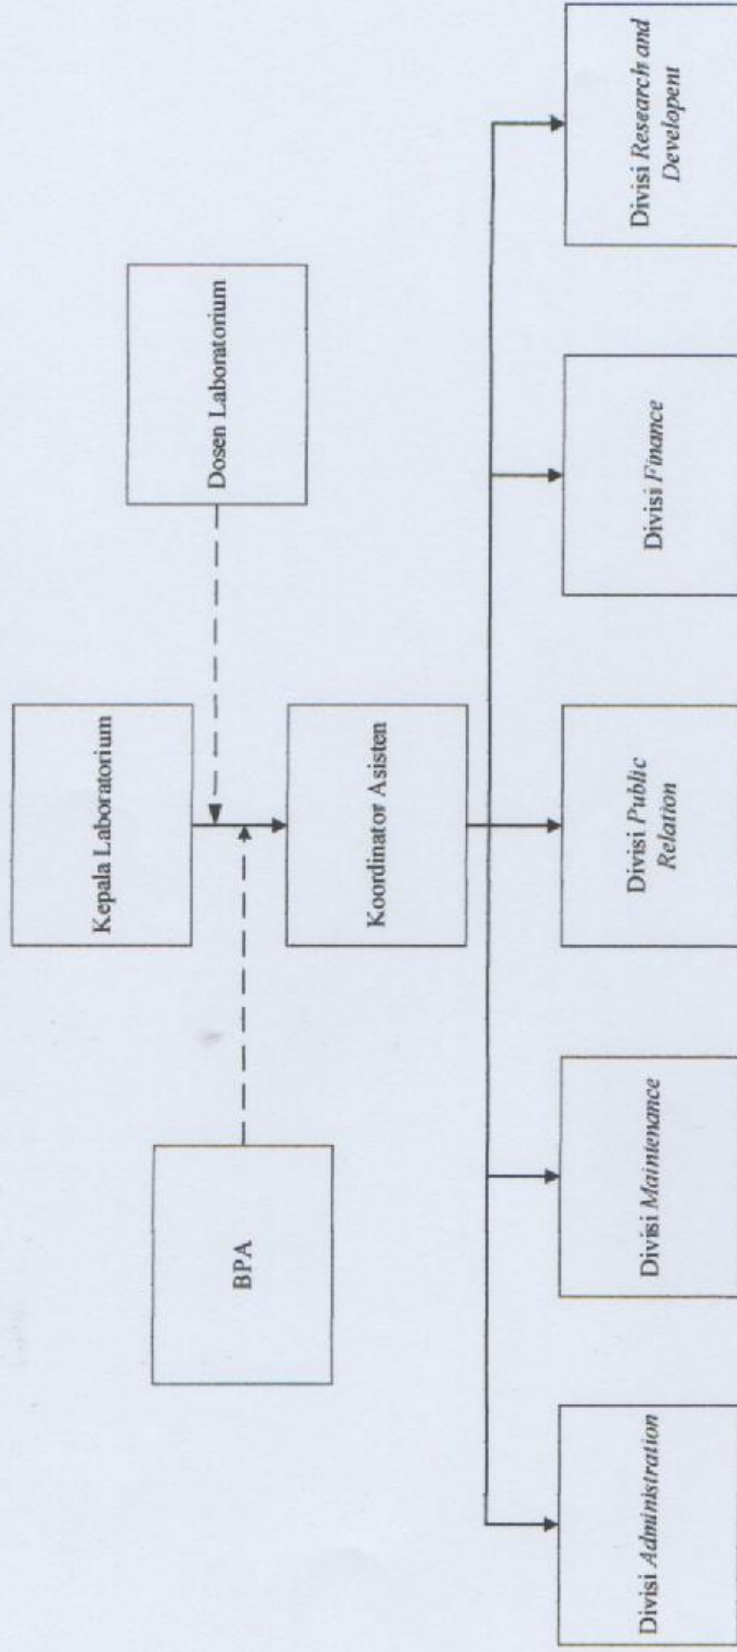 Kepala Laboratorium
Dosen Laboratorium
BPA
Koordinator Asisten
Divisi Administration
Divisi Maintenance
Divisi Public
Relation
Divisi Finance
Divisi Research and
Developent